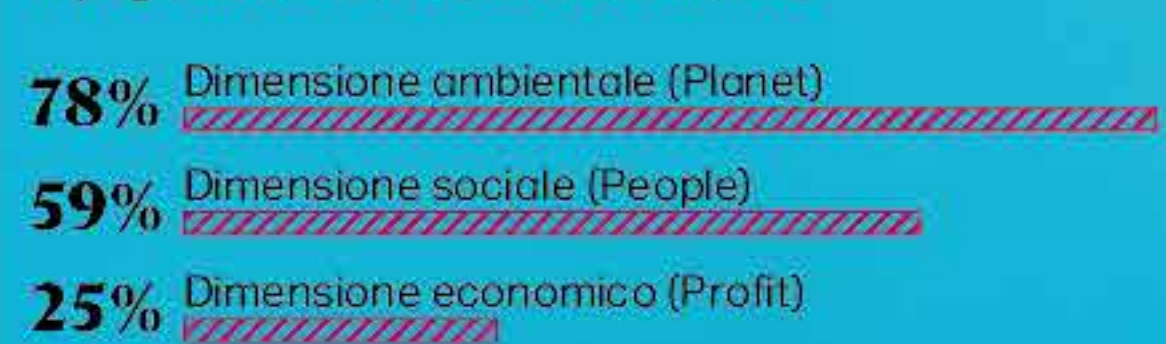 78% Dimensione ambientale (Planet)
59% Dimensione sociale (People)
25% Dimensione economico (Profit)